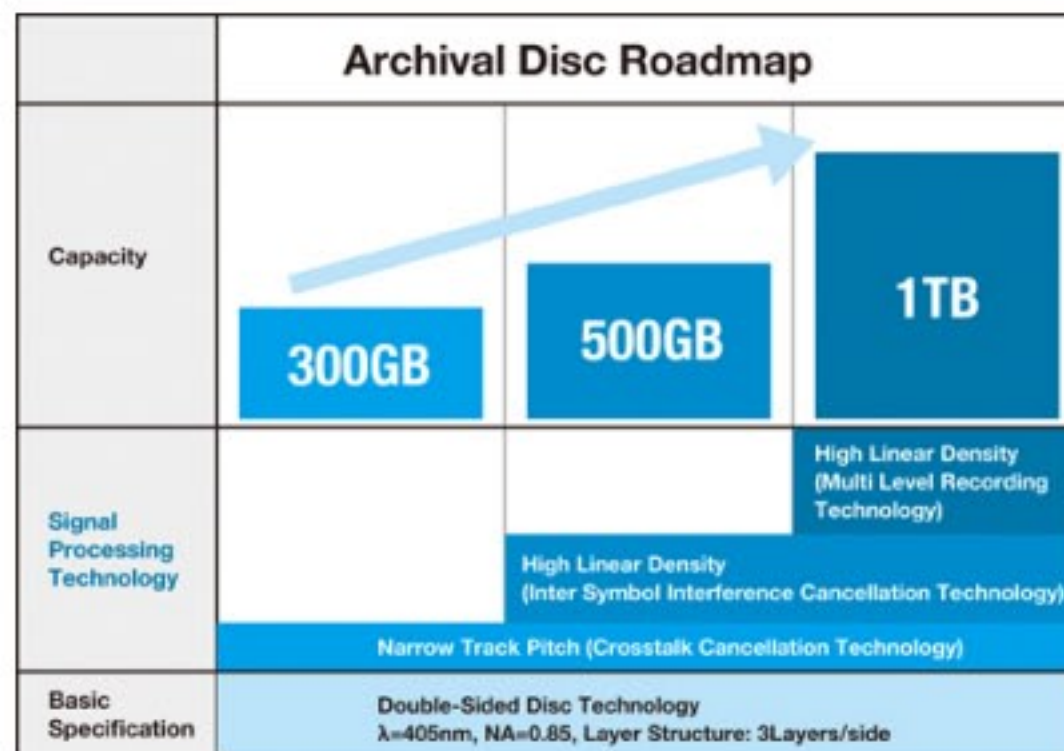 Archival Disc Roadmap
Capacity
300GB
500GB
1TB
Signal
Processing
Technology
High Linear Density
(Multi Level Recording
Technology)
High Linear Density
(Inter Symbol Interference Cancellation Technology)
Narrow Track Pitch (Crosstalk Cancellation Technology)
Basic
Specification
Double-Sided Disc Technology
λ=405nm, NA=0.85, Layer Structure: 3Layers/side